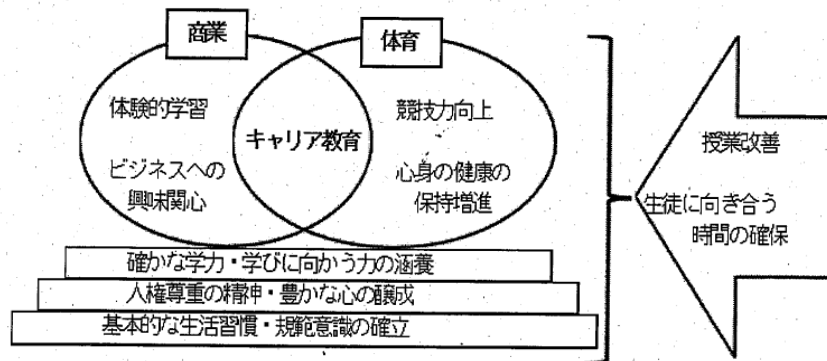 商業
体育
体験的学習
ビジネスへの
興味関心
キャリア教育
競技力向上
心身の健康の
保持増進
確かな学力・学びに向かう力の涵養
人権尊重の精神・豊かな心の醸成
基本的な生活習慣・規範意識の確立
授業改善
生徒に向き合う
時間の確保